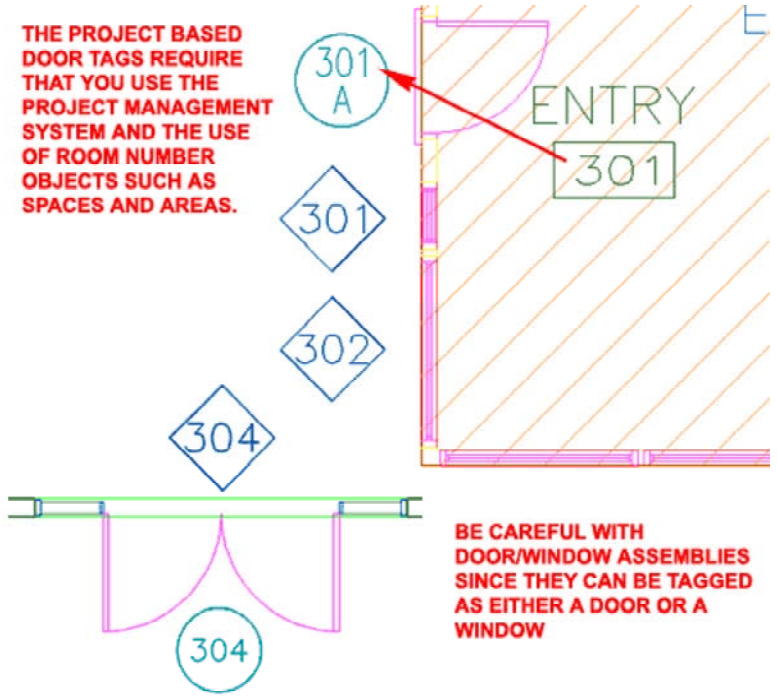 THE PROJECT BASED
DOOR TAGS REQUIRE
THAT YOU USE THE
PROJECT MANAGEMENT
SYSTEM AND THE USE
OF ROOM NUMBER
OBJECTS SUCH AS
SPACES AND AREAS.
301
A
E
ENTRY
301
301
302
304
304
BE CAREFUL WITH
DOOR/WINDOW ASSEMBLIES
SINCE THEY CAN BE TAGGED
AS EITHER A DOOR OR A
WINDOW